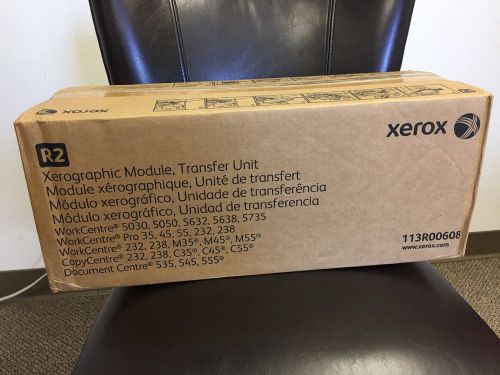 xerox
R2
xerox
Xerographic Module, Transfer Unit
Module xérographique, Unité de transfert
Módulo xerográfico, Unidade de transferência
Módulo xerográfico, Unidad de transferencia
WorkCentre® 5030, 5050, 5632, 5638, 5735
WorkCentre® Pro 35, 45, 55, 232, 238
WorkCentre® 232, 238, M35®, M45®, M55®
CopyCentre® 232, 238, C35®, C45®, C55®
Document Centre® 535, 545, 555®
113R00608
www.xerox.com